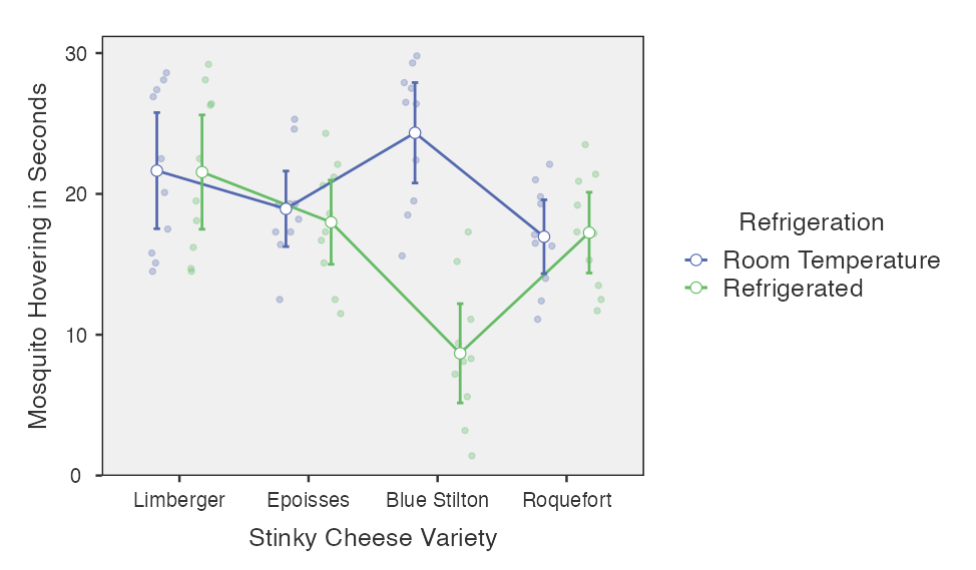 30
20
10
0
Mosquito Hovering in Seconds
Limberger Epoisses Blue Stilton Roquefort
Stinky Cheese Variety
Refrigeration
Room Temperature
Refrigerated